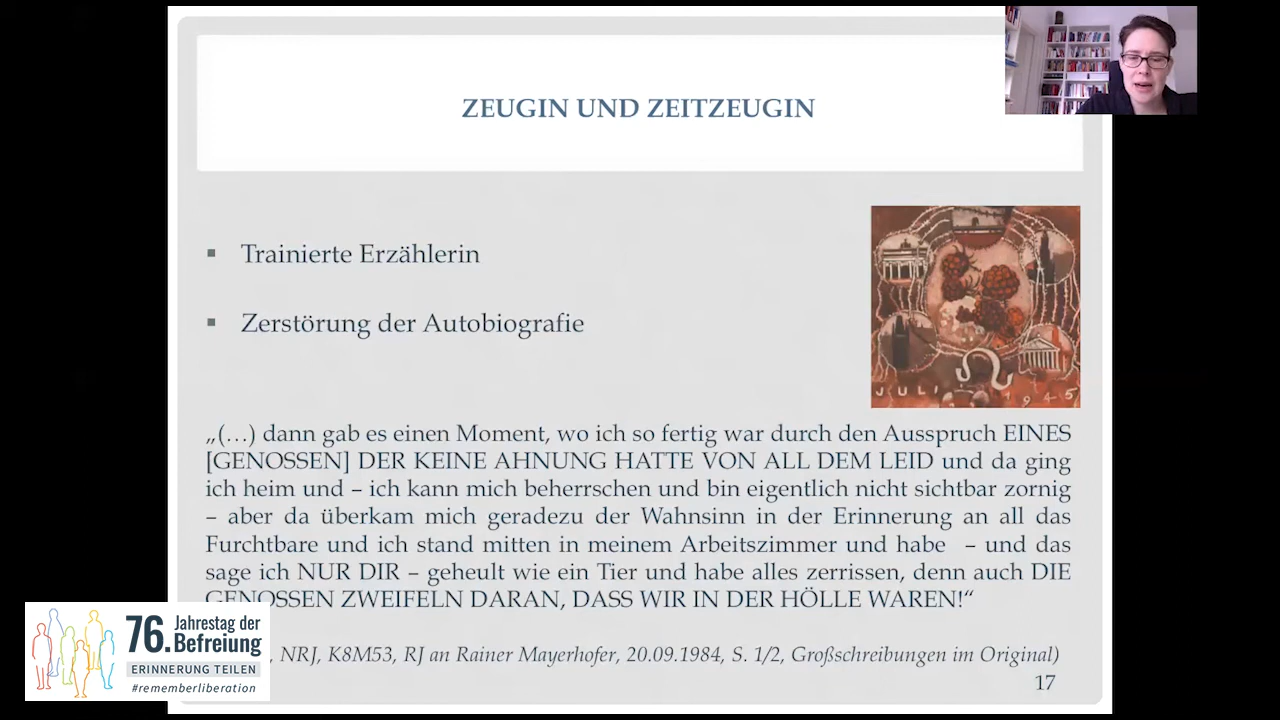 ZEUGIN UND ZEITZEUGIN
Trainierte Erzählerin
Zerstörung der Autobiografie
JULI 1945
„(…) dann gab es einen Moment, wo ich so fertig war durch den Ausspruch EINES
[GENOSSEN] DER KEINE AHNUNG HATTE VON ALL DEM LEID und da ging
ich heim und – ich kann mich beherrschen und bin eigentlich nicht sichtbar zornig
– aber da überkam mich geradezu der Wahnsinn in der Erinnerung an all das
Furchtbare und ich stand mitten in meinem Arbeitszimmer und habe – und das
sage ich NUR DIR – geheult wie ein Tier und habe alles zerrissen, denn auch DIE
GENOSSEN ZWEIFELN DARAN, DASS WIR IN DER HÖLLE WAREN!“
, NRJ, K8M53, RJ an Rainer Mayerhofer, 20.09.1984, S. 1/2, Großschreibungen im Original)
17
76. Jahrestag der
Befreiung
ERINNERUNG TEILEN
#rememberliberation